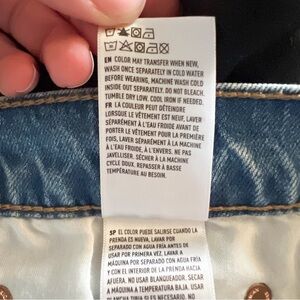 EN COLOR MAY TRANSFER WHEN NEW,
WASH ONCE SEPARATELY IN COLD WATER
BEFORE WEARING, MACHINE WASH COLD
INSIDE OUT SEPARATELY. DO NOT BLEACH.
TUMBLE DRY LOW. COOL IRON IF NEEDED.
FR LA COULEUR PEUT DÉTEINDRE
LORSQUE LE VÊTEMENT EST NEUF, LAVER
SÉPARÉMENT À L'EAU FROIDE AVANT DE
PORTER LE VÊTEMENT POUR LA PREMIÈRE
FOIS, LAVER SÉPARÉMENT À LA MACHINE
À L'EAU FROIDE, À L'ENVERS. NE PAS
JAVELLISER. SÉCHER À LA MACHINE
À BASSE TEMPÉRATURE. REPASSER À BASSE
TEMPÉRATURE AU BESOIN.
SP EL COLOR PUEDE SALIRSE CUANDO LA
PRENDA ES NUEVA, LAVAR POR
SEPARADO CON AGUA FRÍA ANTES DE
USAR POR PRIMERA VEZ. LAVAR A
MÁQUINA POR SEPARADO CON AGUA FRÍA
Y CON EL INTERIOR DE LA PRENDA HACIA
AFUERA. NO USAR BLANQUEADOR. SECAR
A MÁQUINA A TEMPERATURA BAJA. USAR
PLANCHA TIBIA SI ES NECESARIO. NO